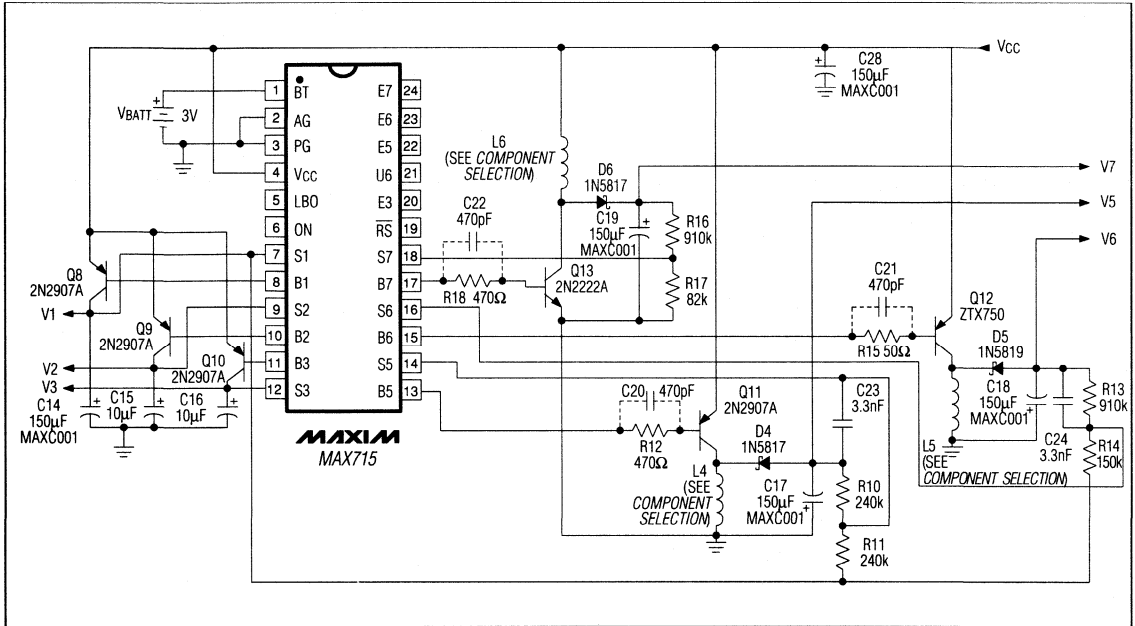 VCC
C28
150µF
MAXC001
VBATT
3V
1 BT
2 AG
3 PG
4 VCC
5 LBO
6 ON
7 S1
8 B1
9 S2
10 B2
11 B3
12 S3
E7 24
E6 23
E5 22
U6 21
E3 20
RS 19
S7 18
B7 17
S6 16
B6 15
S5 14
B5 13
MAXIM
MAX715
Q8
2N2907A
V1
Q9
2N2907A
V2
Q10
2N2907A
V3
C14
150µF
MAXC001
C15
10µF
C16
10µF
L6
(SEE COMPONENT
SELECTION)
C22
470pF
R18 470Ω
Q13
2N2222A
D6
1N5817
C19
150µF
MAXC001
R16
910k
R17
82k
V7
V5
V6
C21
470pF
R15 50Ω
Q12
ZTX750
D5
1N5819
C18
150µF
MAXC001
C24
3.3nF
R13
910k
R14
150k
L5
(SEE
COMPONENT SELECTION)
C20
470pF
R12
470Ω
Q11
2N2907A
D4
1N5817
L4
(SEE
COMPONENT
SELECTION)
C17
150µF
MAXC001
C23
3.3nF
R10
240k
R11
240k